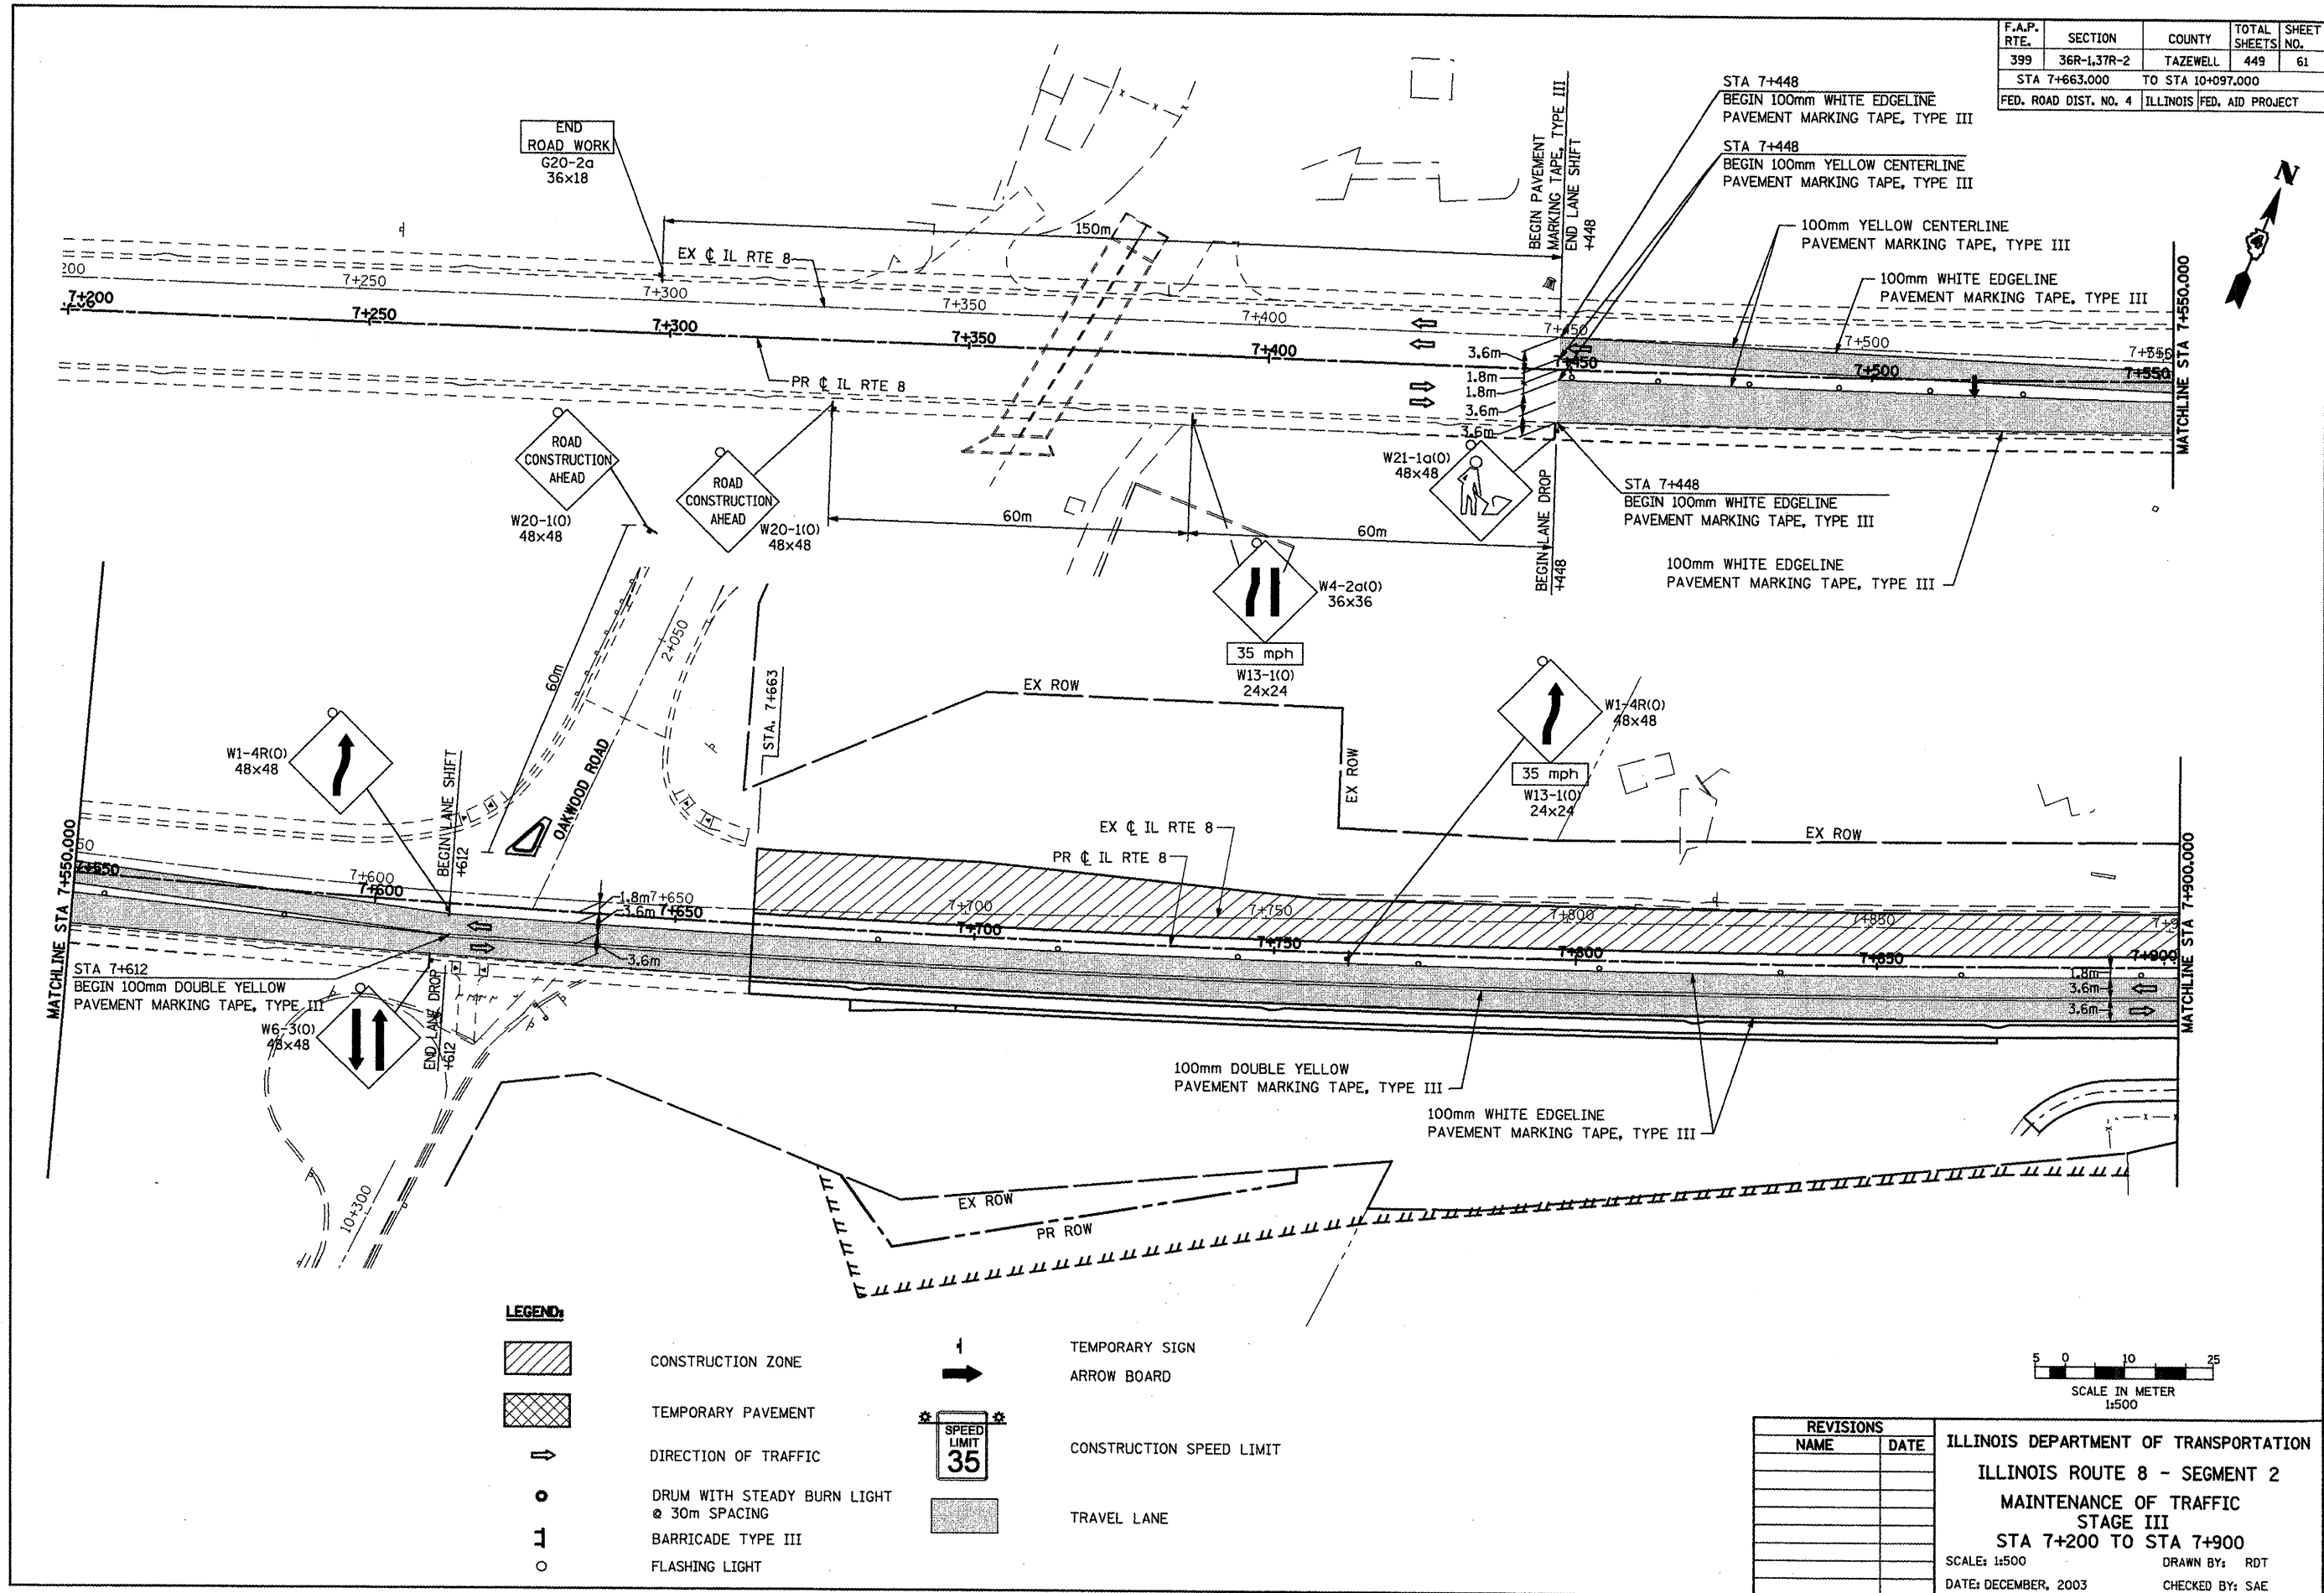 F.A.P. RTE. SECTION COUNTY TOTAL SHEETS SHEET NO.
399 36R-1,37R-2 TAZEWELL 449 61
STA 7+663.000 TO STA 10+097.000
FED. ROAD DIST. NO. 4 ILLINOIS FED. AID PROJECT
N
4
END
ROAD WORK
G20-2a
36x18
150m
EX ℄ IL RTE 8
PR ℄ IL RTE 8
BEGIN PAVEMENT
MARKING TAPE, TYPE III
END LANE SHIFT
+448
STA 7+448
BEGIN 100mm WHITE EDGELINE
PAVEMENT MARKING TAPE, TYPE III
STA 7+448
BEGIN 100mm YELLOW CENTERLINE
PAVEMENT MARKING TAPE, TYPE III
100mm YELLOW CENTERLINE
PAVEMENT MARKING TAPE, TYPE III
100mm WHITE EDGELINE
PAVEMENT MARKING TAPE, TYPE III
MATCHLINE STA 7+550.000
200 7+250 7+300 7+350 7+400 7+450 7+500 7+550
7+200 7+250 7+300 7+350 7+400 7+450 7+500 7+550
3.6m
1.8m
1.8m
3.6m
3.6m
ROAD
CONSTRUCTION
AHEAD
W20-1(O)
48x48
ROAD
CONSTRUCTION
AHEAD
W20-1(O)
48x48
60m
60m
W21-1a(O)
48x48
BEGIN LANE DROP
+448
STA 7+448
BEGIN 100mm WHITE EDGELINE
PAVEMENT MARKING TAPE, TYPE III
100mm WHITE EDGELINE
PAVEMENT MARKING TAPE, TYPE III
W4-2a(O)
36x36
35 mph
W13-1(O)
24x24
60m
2+050
OAKWOOD ROAD
STA. 7+663
EX ROW
EX ROW
EX ROW
W1-4R(O)
48x48
BEGIN LANE SHIFT
+612
W1-4R(O)
48x48
35 mph
W13-1(O)
24x24
EX ℄ IL RTE 8
PR ℄ IL RTE 8
MATCHLINE STA 7+550.000
MATCHLINE STA 7+900.000
50 7+600 7+650 7+700 7+750 7+800 7+850 7+9
7+550 7+600 7+650 7+700 7+750 7+800 7+850 7+900
1.8m
3.6m
3.6m
1.8m
3.6m
3.6m
STA 7+612
BEGIN 100mm DOUBLE YELLOW
PAVEMENT MARKING TAPE, TYPE III
W6-3(O)
48x48
END LANE DROP
+612
10+300
100mm DOUBLE YELLOW
PAVEMENT MARKING TAPE, TYPE III
100mm WHITE EDGELINE
PAVEMENT MARKING TAPE, TYPE III
EX ROW
PR ROW
LEGEND:
CONSTRUCTION ZONE
TEMPORARY PAVEMENT
DIRECTION OF TRAFFIC
DRUM WITH STEADY BURN LIGHT
@ 30m SPACING
BARRICADE TYPE III
FLASHING LIGHT
TEMPORARY SIGN
ARROW BOARD
SPEED
LIMIT
35
CONSTRUCTION SPEED LIMIT
TRAVEL LANE
5 0 10 25
SCALE IN METER
1:500
REVISIONS
NAME DATE
ILLINOIS DEPARTMENT OF TRANSPORTATION
ILLINOIS ROUTE 8 - SEGMENT 2
MAINTENANCE OF TRAFFIC
STAGE III
STA 7+200 TO STA 7+900
SCALE: 1:500 DRAWN BY: RDT
DATE: DECEMBER, 2003 CHECKED BY: SAE